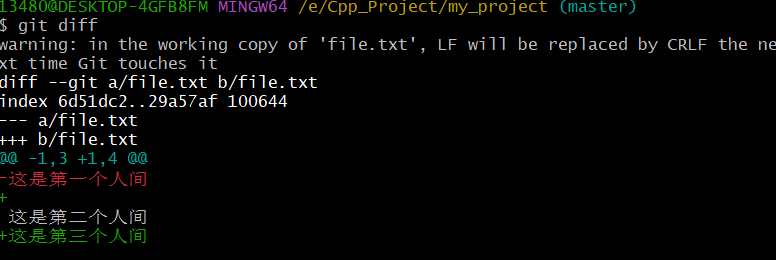 13480@DESKTOP-4GFB8FM MINGW64 /e/Cpp_Project/my_project (master)
$ git diff
warning: in the working copy of 'file.txt', LF will be replaced by CRLF the ne
xt time Git touches it
diff --git a/file.txt b/file.txt
index 6d51dc2..29a57af 100644
--- a/file.txt
+++ b/file.txt
@@ -1,3 +1,4 @@
-这是第一个人间
+
 这是第二个人间
+这是第三个人间